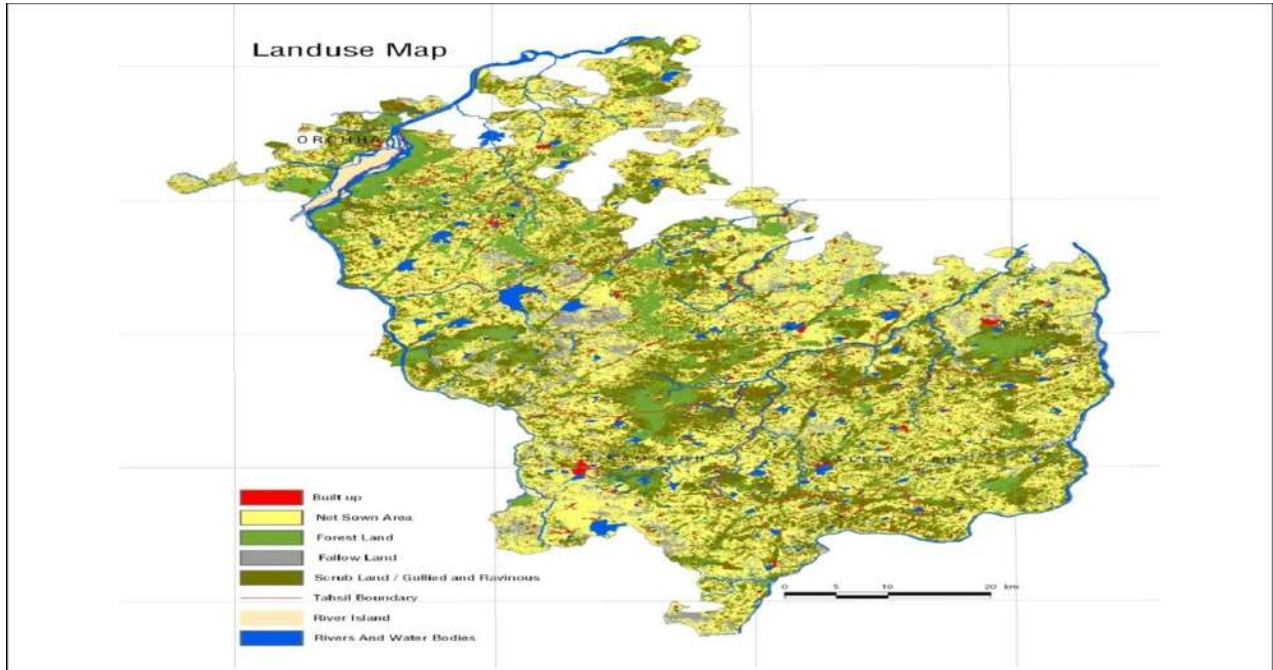 Landuse Map
ORCHHA
Built up
Net Sown Area
Forest Land
Fallow Land
Scrub Land / Gullied and Ravinous
Tahsil Boundary
River Island
Rivers And Water Bodies
0 5 10 20 km